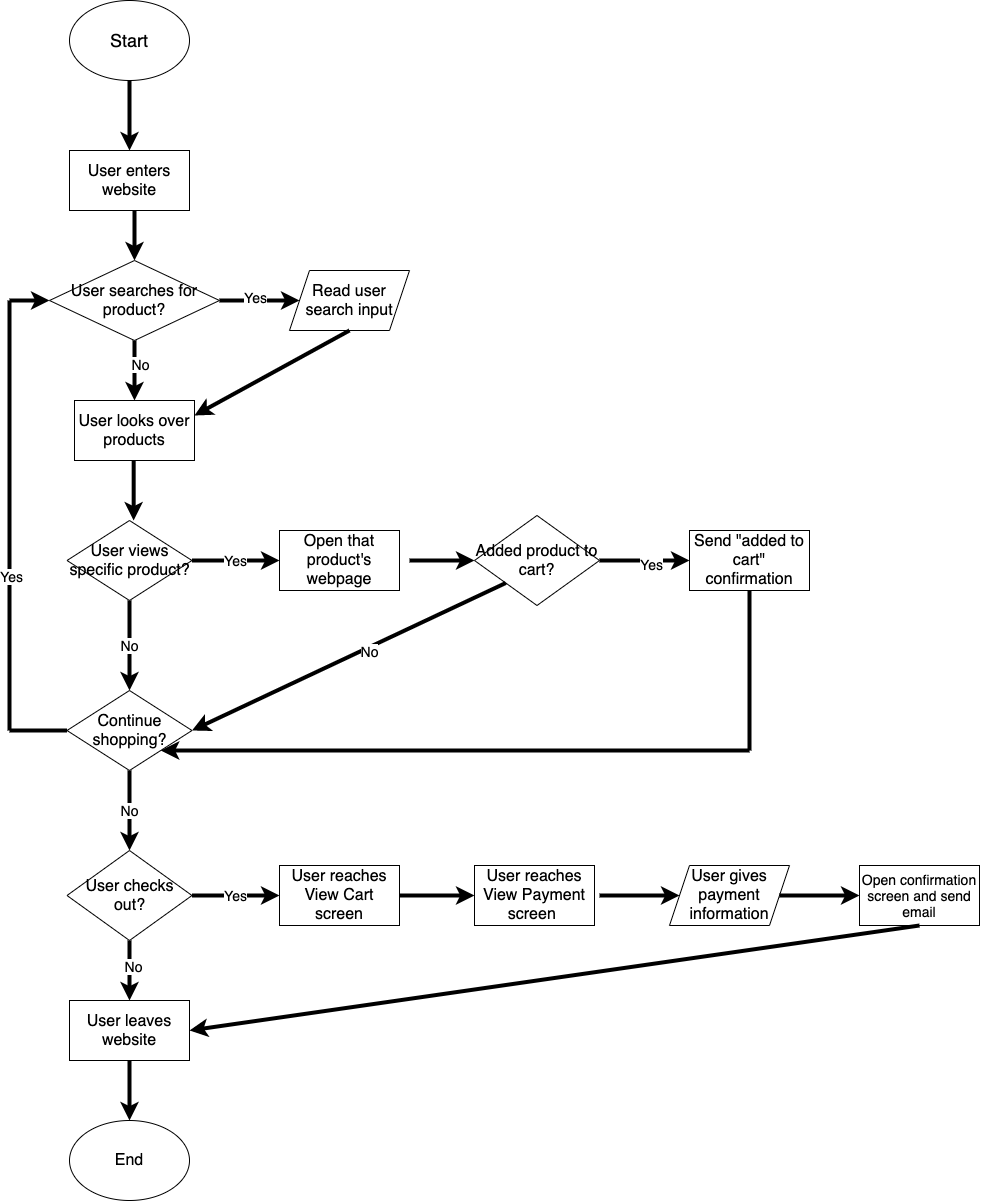 Start
User enters
website
User searches for
product?
Yes
Read user
search input
No
User looks over
products
User views
specific product?
Yes
Open that
product's
webpage
Added product to
cart?
Yes
Send "added to
cart"
confirmation
Yes
No
No
Continue
shopping?
No
User checks
out?
Yes
User reaches
View Cart
screen
User reaches
View Payment
screen
User gives
payment
information
Open confirmation
screen and send
email
No
User leaves
website
End